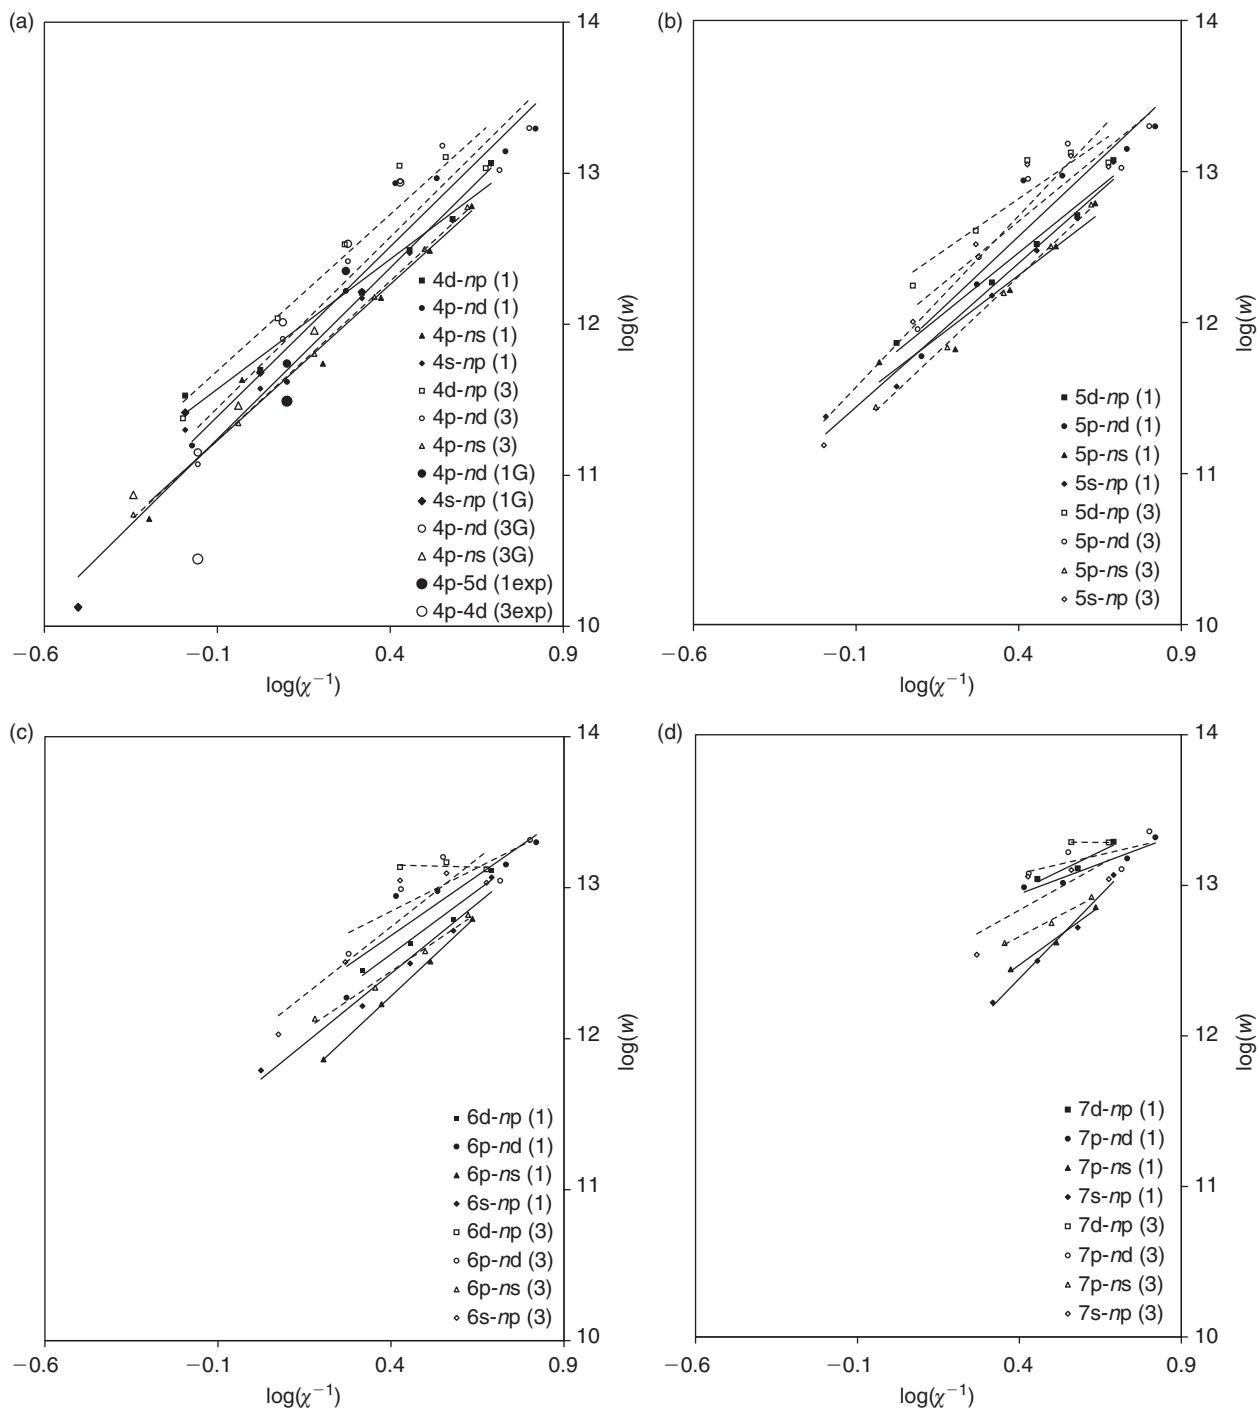 (a)
14
13
12
11
10
log(w)
4d-np (1)
4p-nd (1)
4p-ns (1)
4s-np (1)
4d-np (3)
4p-nd (3)
4p-ns (3)
4p-nd (1G)
4s-np (1G)
4p-nd (3G)
4p-ns (3G)
4p-5d (1exp)
4p-4d (3exp)
−0.6 −0.1 0.4 0.9
log(χ⁻¹)
(b)
14
13
12
11
10
log(w)
5d-np (1)
5p-nd (1)
5p-ns (1)
5s-np (1)
5d-np (3)
5p-nd (3)
5p-ns (3)
5s-np (3)
−0.6 −0.1 0.4 0.9
log(χ⁻¹)
(c)
14
13
12
11
10
log(w)
6d-np (1)
6p-nd (1)
6p-ns (1)
6s-np (1)
6d-np (3)
6p-nd (3)
6p-ns (3)
6s-np (3)
−0.6 −0.1 0.4 0.9
log(χ⁻¹)
(d)
14
13
12
11
10
log(w)
7d-np (1)
7p-nd (1)
7p-ns (1)
7s-np (1)
7d-np (3)
7p-nd (3)
7p-ns (3)
7s-np (3)
−0.6 −0.1 0.4 0.9
log(χ⁻¹)